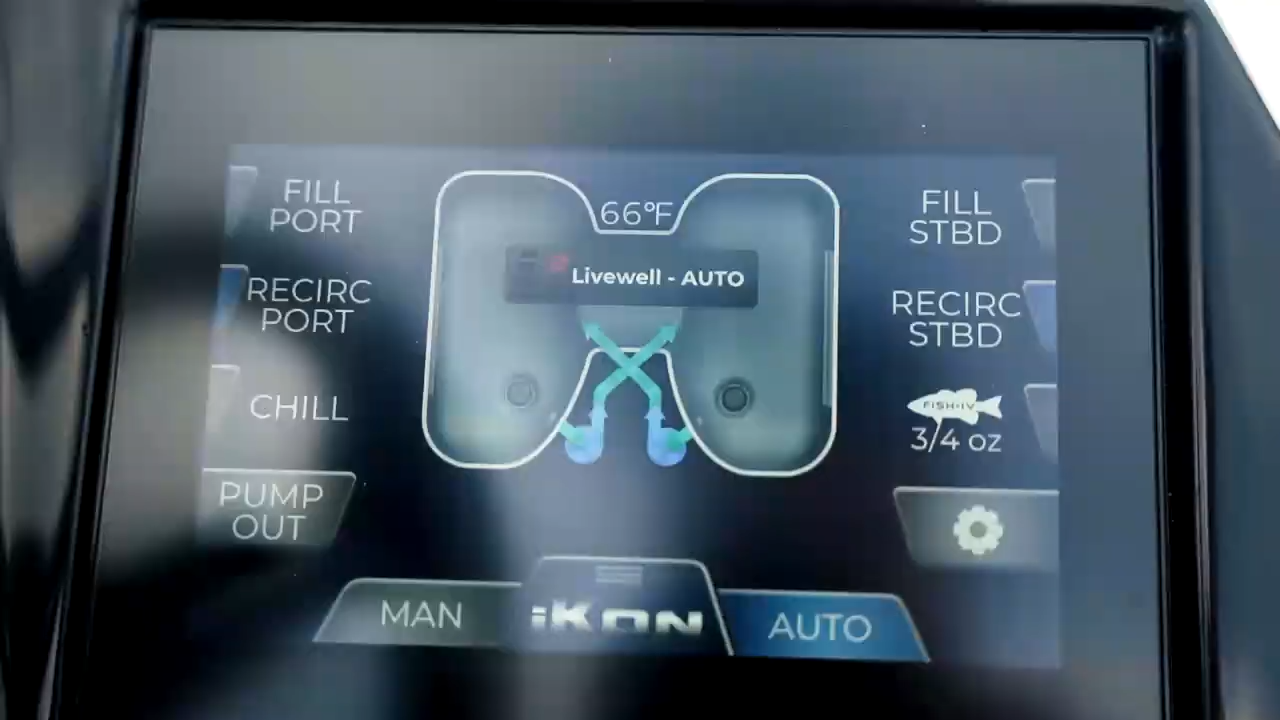 FILL
PORT
66°F
FILL
STBD
Livewell - AUTO
RECIRC
PORT
RECIRC
STBD
CHILL
FISH-IV
3/4 oz
PUMP
OUT
MAN
iKON
AUTO